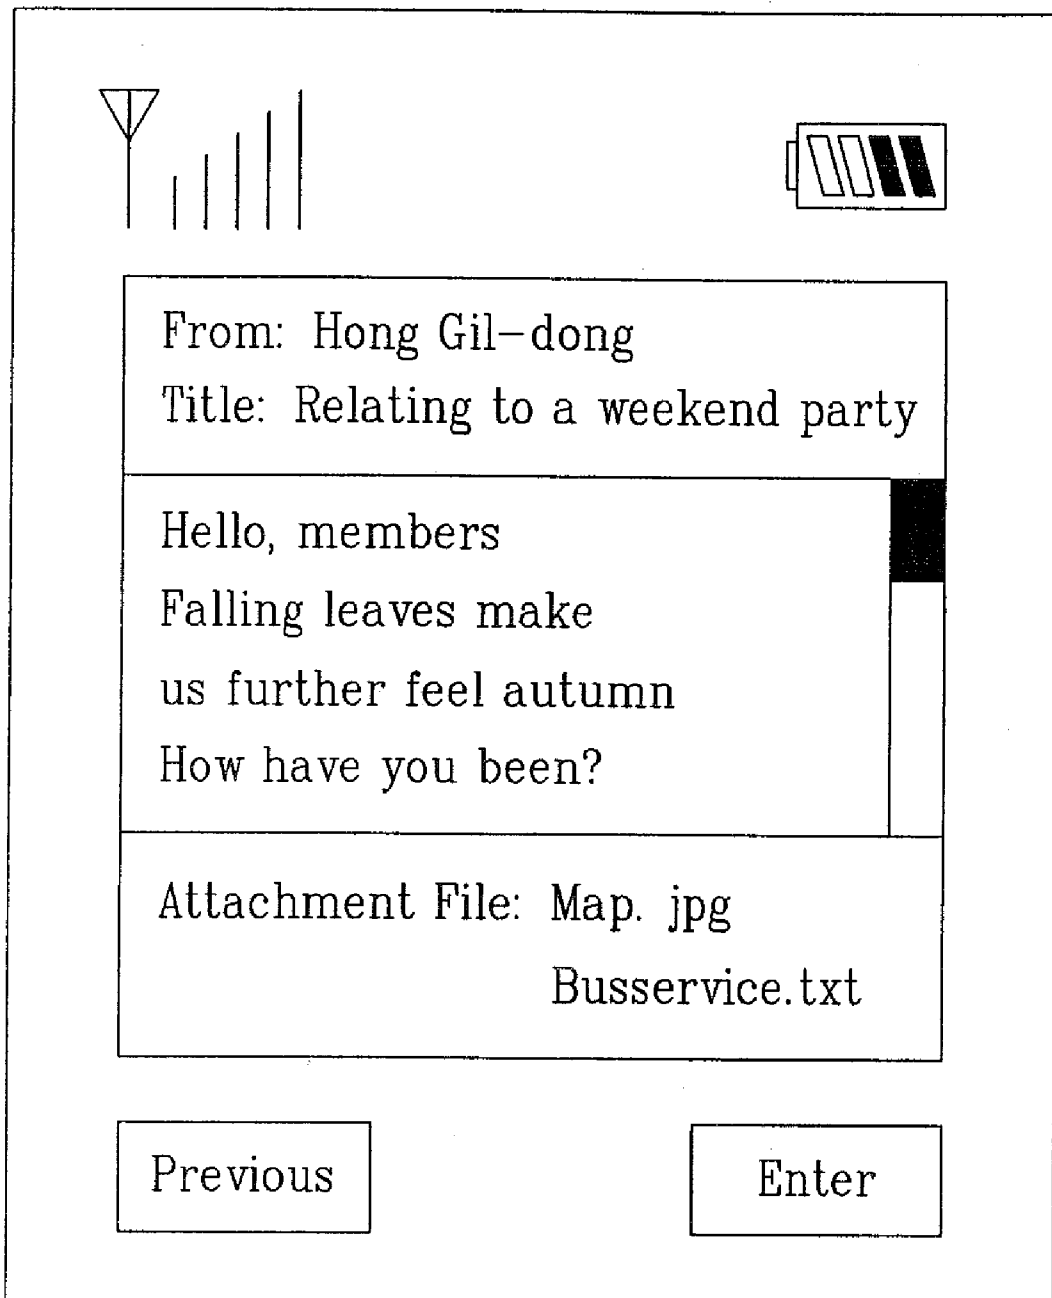 From: Hong Gil-dong
Title: Relating to a weekend party
Hello, members
Falling leaves make
us further feel autumn
How have you been?
Attachment File: Map. jpg
Busservice.txt
Previous
Enter